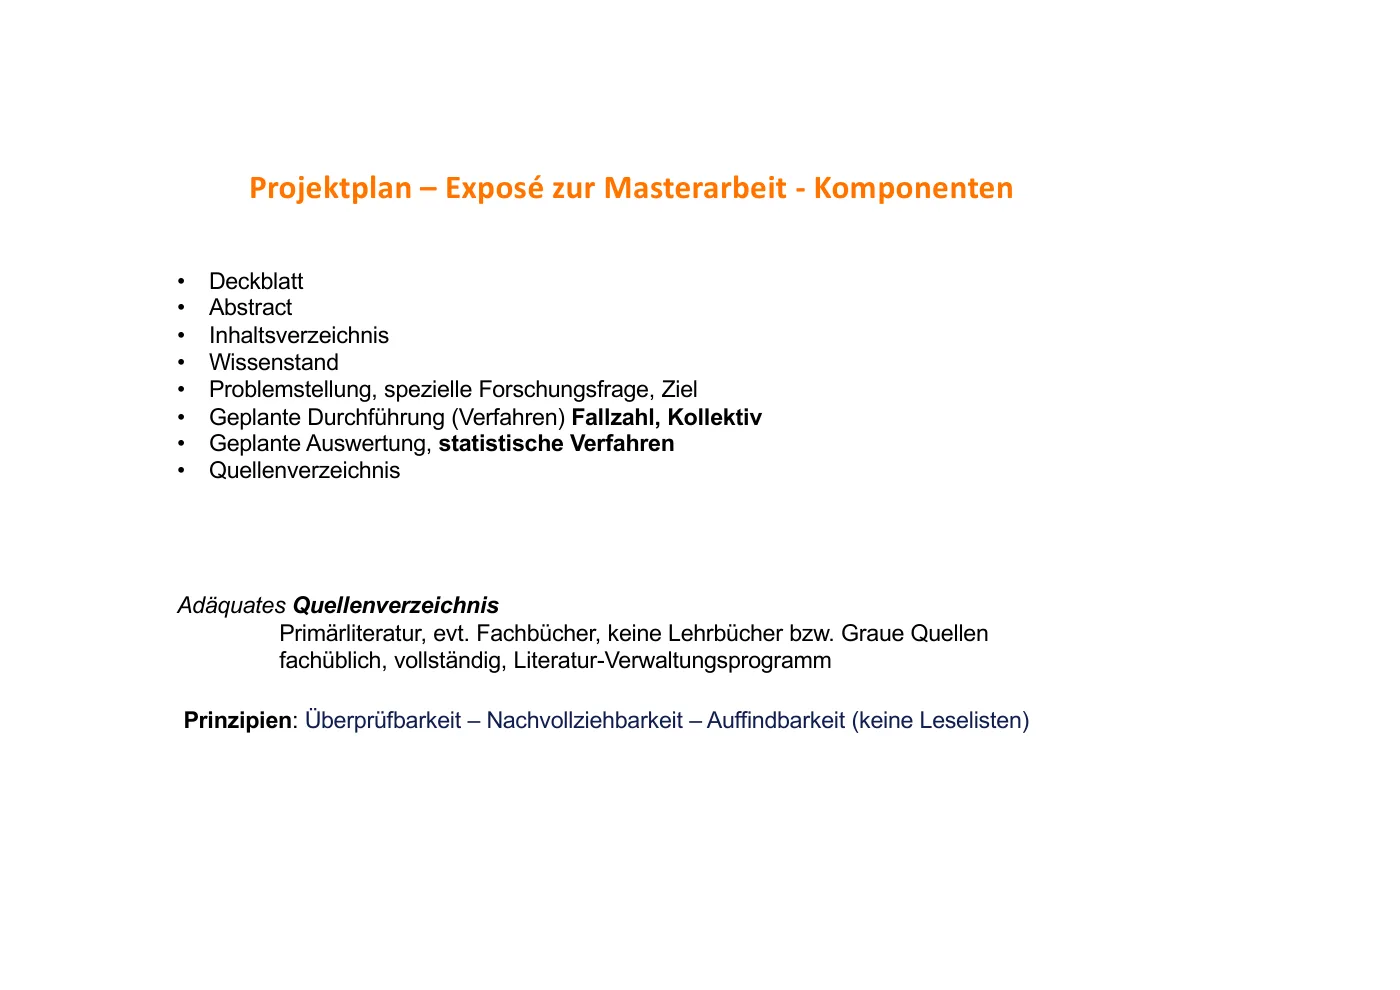 Projektplan – Exposé zur Masterarbeit - Komponenten
• Deckblatt
• Abstract
• Inhaltsverzeichnis
• Wissenstand
• Problemstellung, spezielle Forschungsfrage, Ziel
• Geplante Durchführung (Verfahren) Fallzahl, Kollektiv
• Geplante Auswertung, statistische Verfahren
• Quellenverzeichnis
Adäquates Quellenverzeichnis
Primärliteratur, evt. Fachbücher, keine Lehrbücher bzw. Graue Quellen
fachüblich, vollständig, Literatur-Verwaltungsprogramm
Prinzipien: Überprüfbarkeit – Nachvollziehbarkeit – Auffindbarkeit (keine Leselisten)